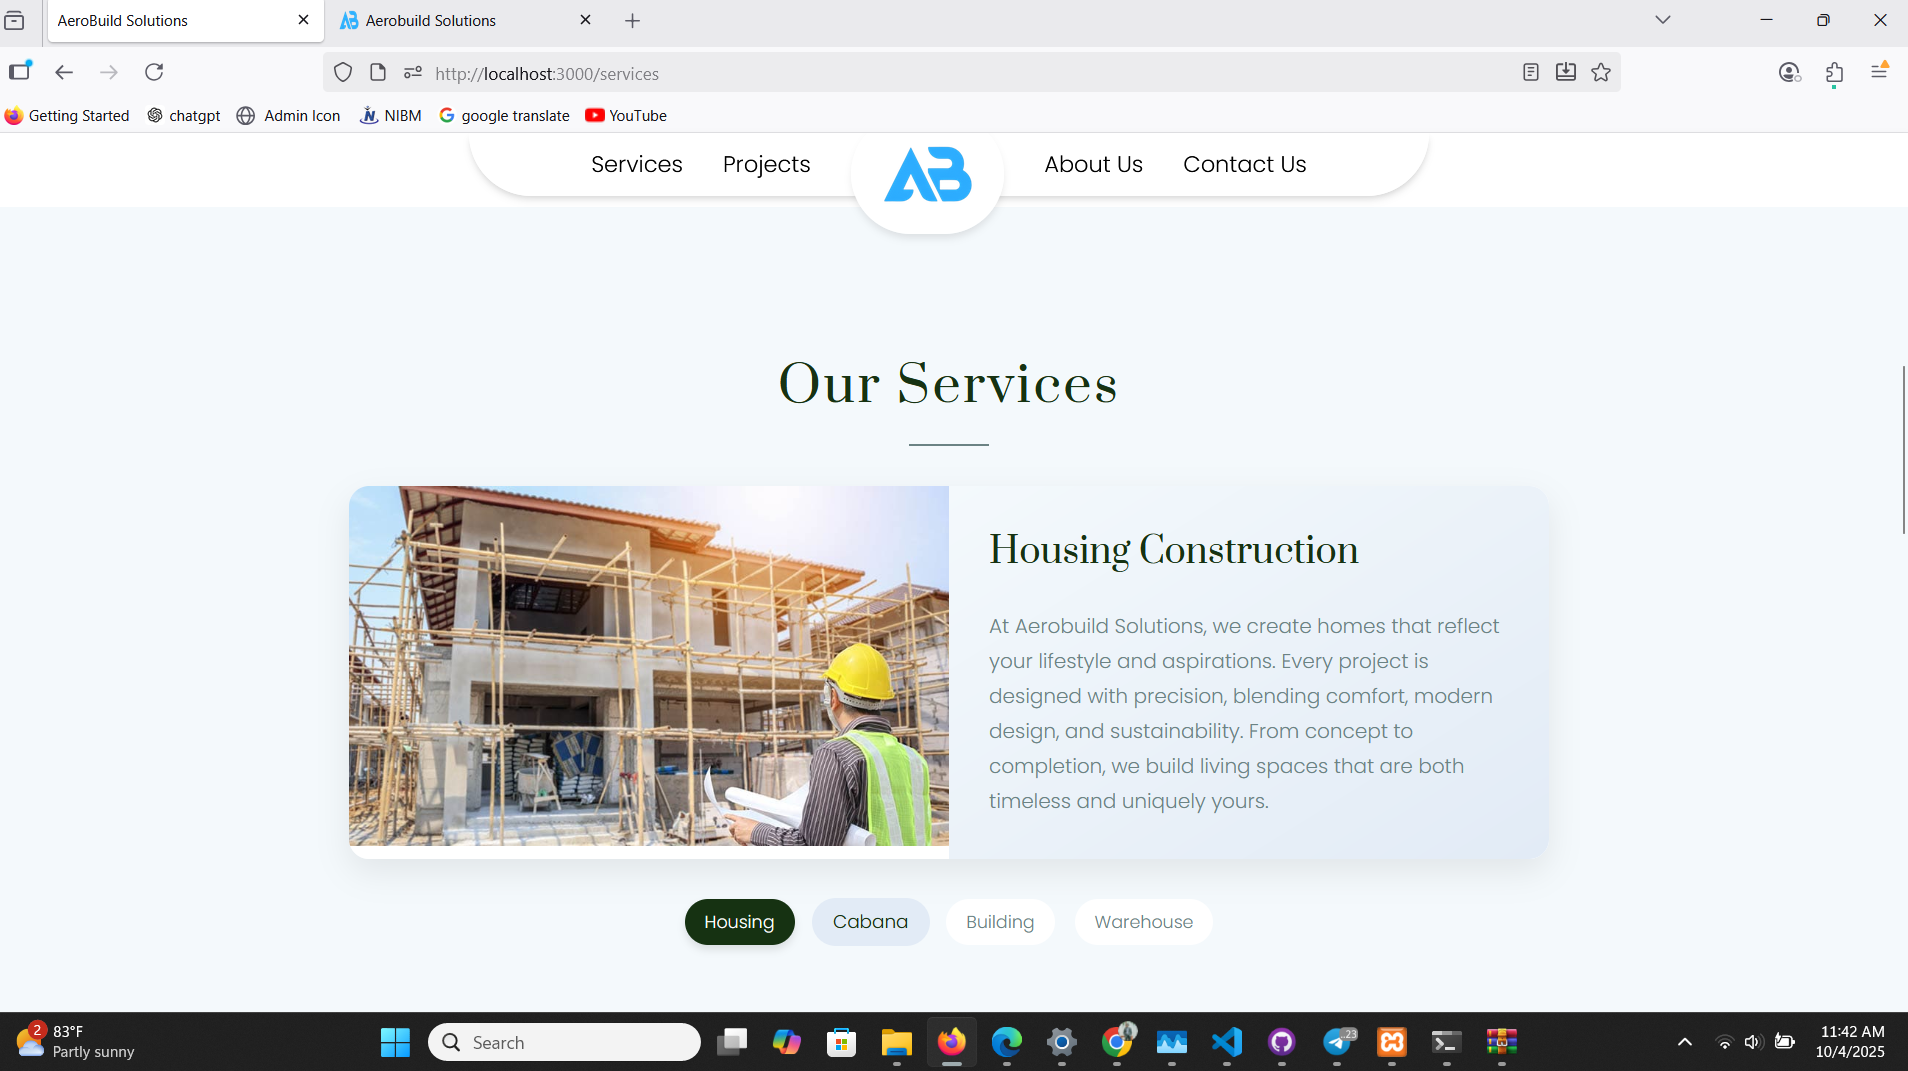 AeroBuild Solutions
Aerobuild Solutions
http://localhost:3000/services
Getting Started
chatgpt
Admin Icon
NIBM
google translate
YouTube
Services
Projects
AB
About Us
Contact Us
Our Services
Housing Construction
At Aerobuild Solutions, we create homes that reflect
your lifestyle and aspirations. Every project is
designed with precision, blending comfort, modern
design, and sustainability. From concept to
completion, we build living spaces that are both
timeless and uniquely yours.
Housing
Cabana
Building
Warehouse
2
83°F
Partly sunny
Search
23
11:42 AM
10/4/2025